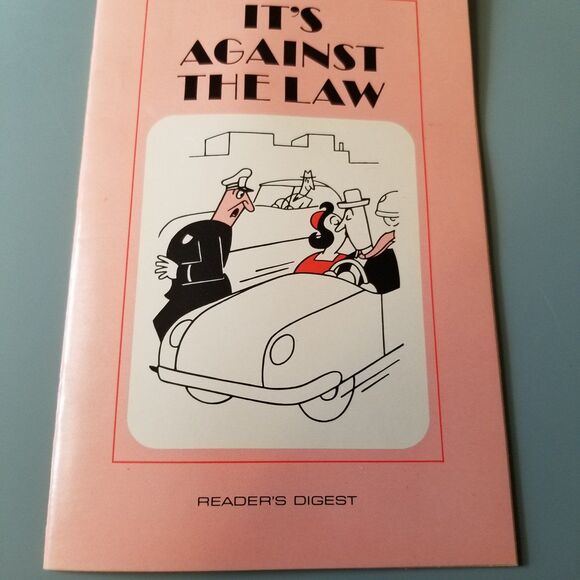 IT'S
AGAINST
THE LAW
READER'S DIGEST